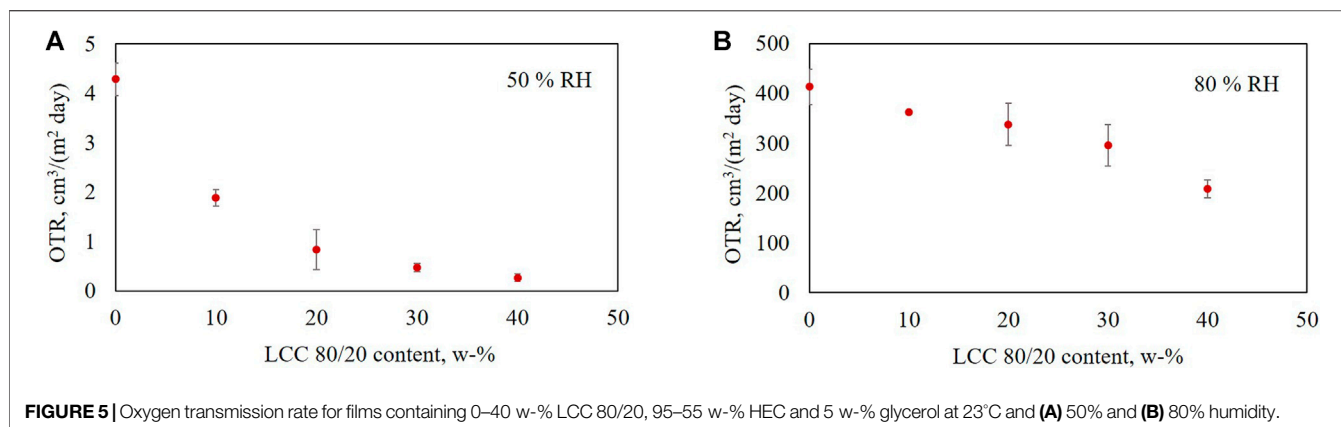 A
5
4
3
2
1
0
OTR, cm³/(m² day)
50 % RH
0 10 20 30 40 50
LCC 80/20 content, w-%
B
500
400
300
200
100
0
OTR, cm³/(m² day)
80 % RH
0 10 20 30 40 50
LCC 80/20 content, w-%
FIGURE 5 | Oxygen transmission rate for films containing 0–40 w-% LCC 80/20, 95–55 w-% HEC and 5 w-% glycerol at 23°C and (A) 50% and (B) 80% humidity.